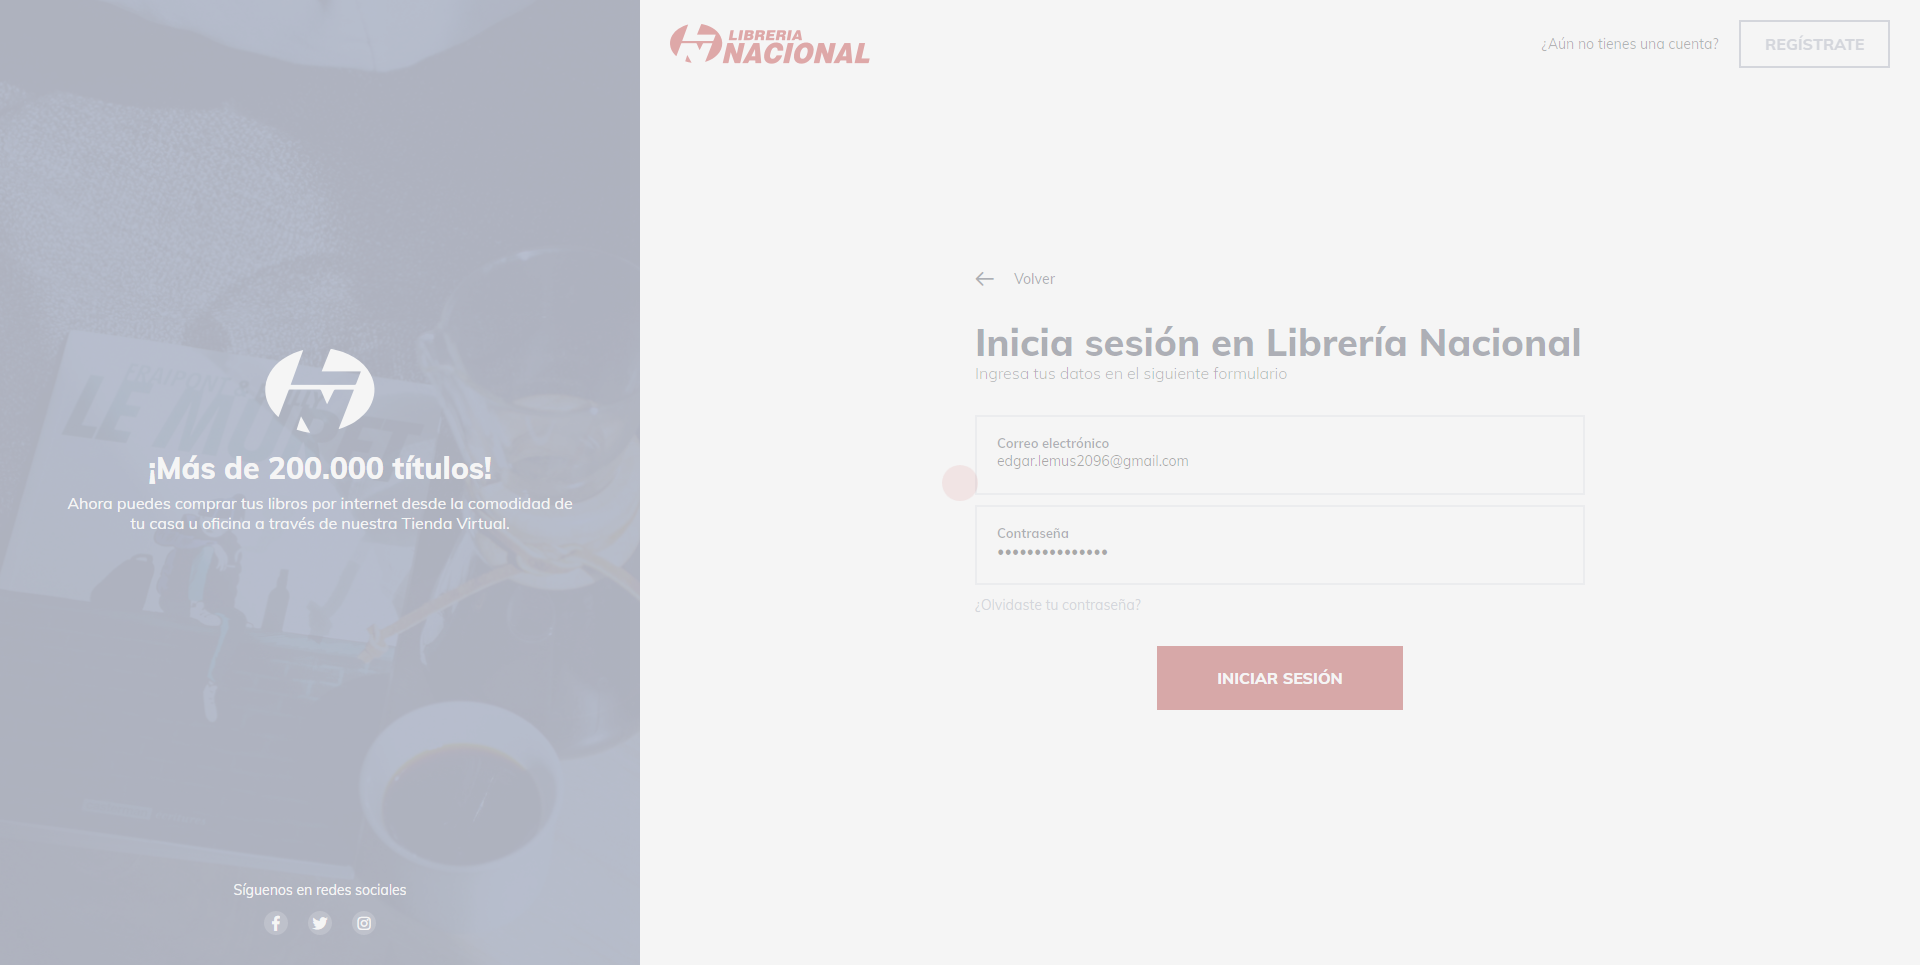 LIBRERIA
NACIONAL
¿Aún no tienes una cuenta?
REGÍSTRATE
Volver
Inicia sesión en Librería Nacional
Ingresa tus datos en el siguiente formulario
Correo electrónico
edgar.lemus2096@gmail.com
Contraseña
•••••••••••••••
¿Olvidaste tu contraseña?
INICIAR SESIÓN
FRAIPONT
LE MURET
¡Más de 200.000 títulos!
Ahora puedes comprar tus libros por internet desde la comodidad de
tu casa u oficina a través de nuestra Tienda Virtual.
Síguenos en redes sociales